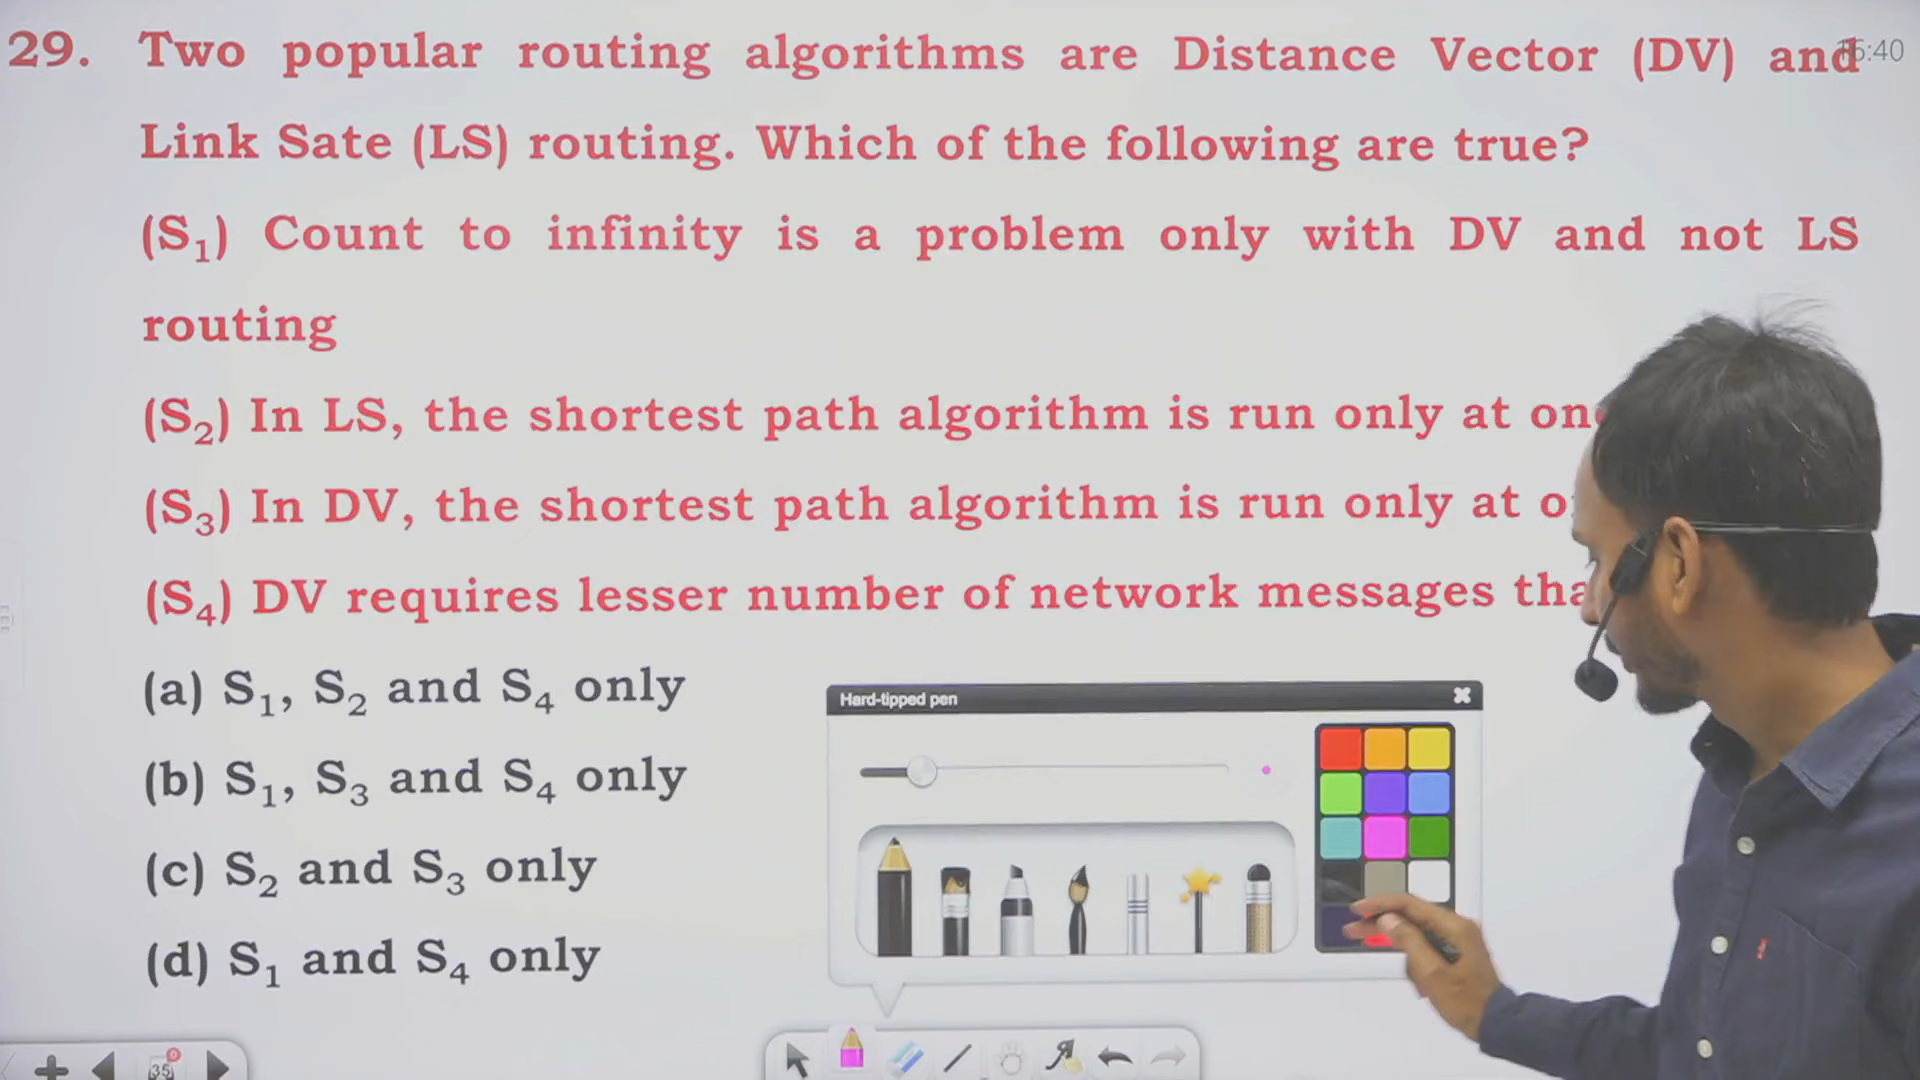 29. Two popular routing algorithms are Distance Vector (DV) and
Link Sate (LS) routing. Which of the following are true?
(S₁) Count to infinity is a problem only with DV and not LS
routing
(S₂) In LS, the shortest path algorithm is run only at
(S₃) In DV, the shortest path algorithm is run only at
(S₄) DV requires lesser number of network messages
(a) S₁, S₂ and S₄ only
(b) S₁, S₃ and S₄ only
(c) S₂ and S₃ only
(d) S₁ and S₄ only
Hard-tipped pen
35
0